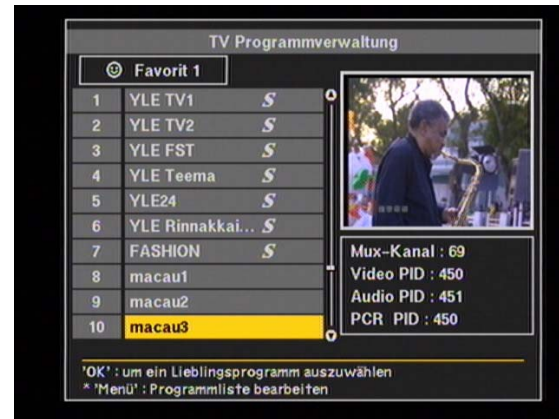 TV Programmverwaltung
Favorit 1
1 YLE TV1 S
2 YLE TV2 S
3 YLE FST S
4 YLE Teema S
5 YLE24 S
6 YLE Rinnakkai... S
7 FASHION S
8 macau1
9 macau2
10 macau3
Mux-Kanal : 69
Video PID : 450
Audio PID : 451
PCR PID : 450
'OK' : um ein Lieblingsprogramm auszuwählen
* 'Menü' : Programmliste bearbeiten